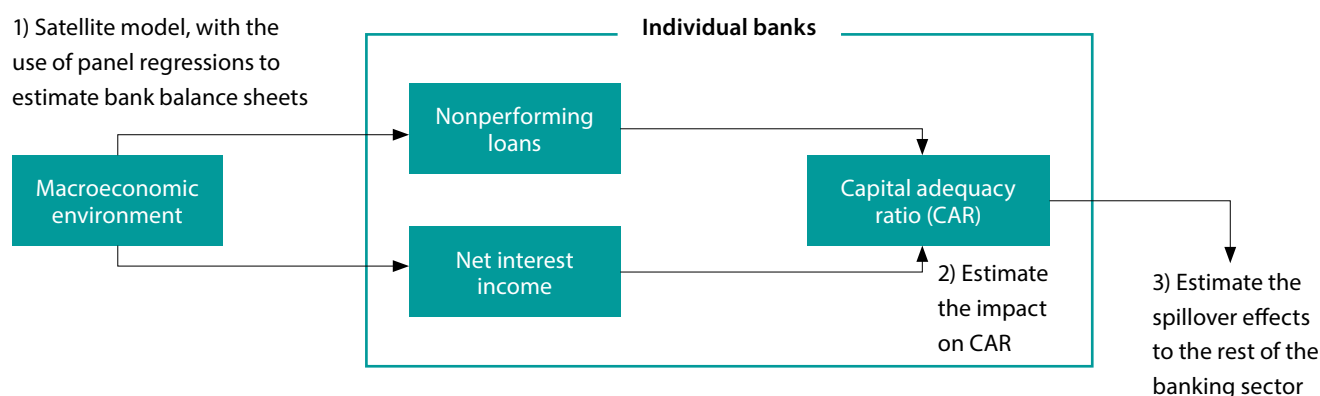 1) Satellite model, with the
use of panel regressions to
estimate bank balance sheets
Individual banks
Macroeconomic
environment
Nonperforming
loans
Net interest
income
Capital adequacy
ratio (CAR)
2) Estimate
the impact
on CAR
3) Estimate the
spillover effects
to the rest of the
banking sector